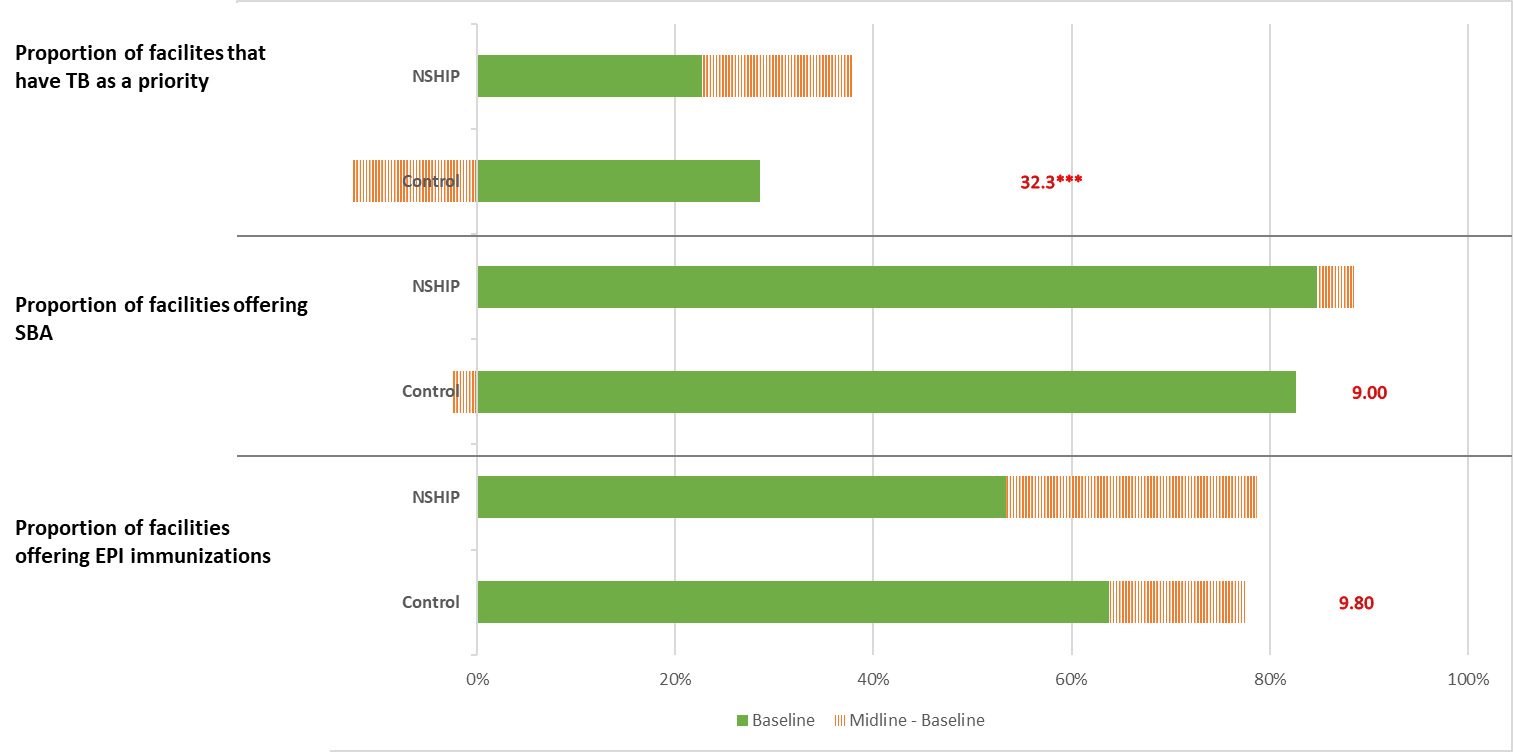 Proportion of facilites that
have TB as a priority
NSHIP
Control
32.3***
Proportion of facilities offering
SBA
NSHIP
Control
9.00
Proportion of facilities
offering EPI immunizations
NSHIP
Control
9.80
0% 20% 40% 60% 80% 100%
Baseline Midline - Baseline